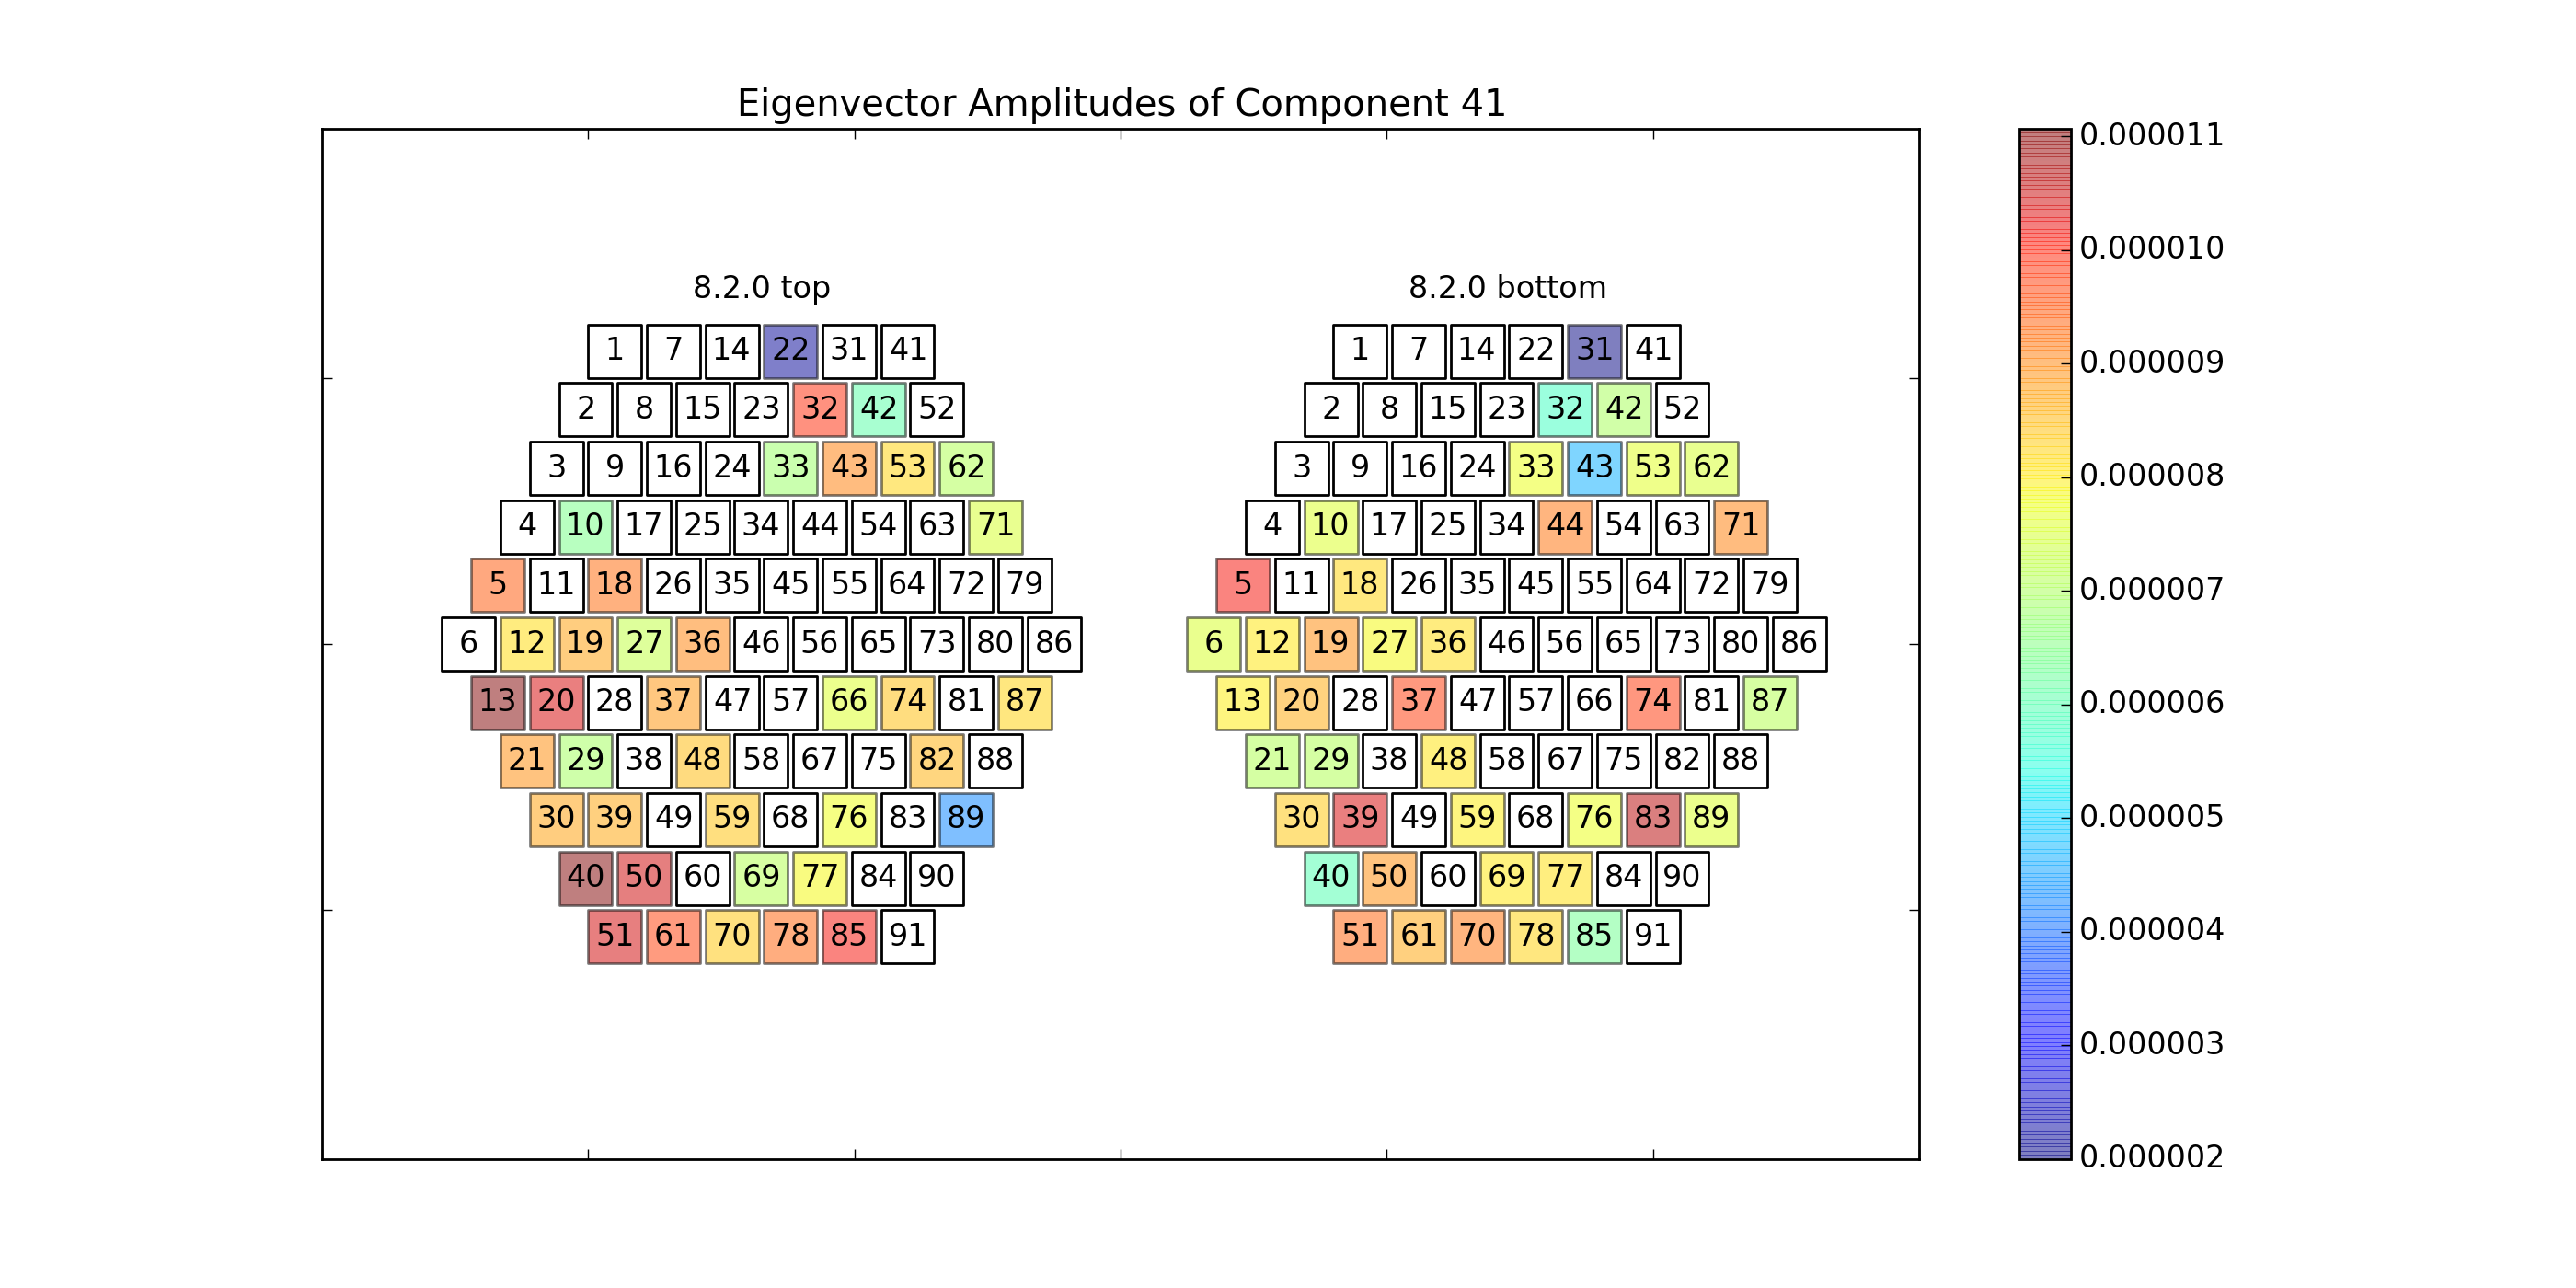 Eigenvector Amplitudes of Component 41
8.2.0 top
1 7 14 22 31 41
2 8 15 23 32 42 52
3 9 16 24 33 43 53 62
4 10 17 25 34 44 54 63 71
5 11 18 26 35 45 55 64 72 79
6 12 19 27 36 46 56 65 73 80 86
13 20 28 37 47 57 66 74 81 87
21 29 38 48 58 67 75 82 88
30 39 49 59 68 76 83 89
40 50 60 69 77 84 90
51 61 70 78 85 91
8.2.0 bottom
1 7 14 22 31 41
2 8 15 23 32 42 52
3 9 16 24 33 43 53 62
4 10 17 25 34 44 54 63 71
5 11 18 26 35 45 55 64 72 79
6 12 19 27 36 46 56 65 73 80 86
13 20 28 37 47 57 66 74 81 87
21 29 38 48 58 67 75 82 88
30 39 49 59 68 76 83 89
40 50 60 69 77 84 90
51 61 70 78 85 91
0.000011
0.000010
0.000009
0.000008
0.000007
0.000006
0.000005
0.000004
0.000003
0.000002